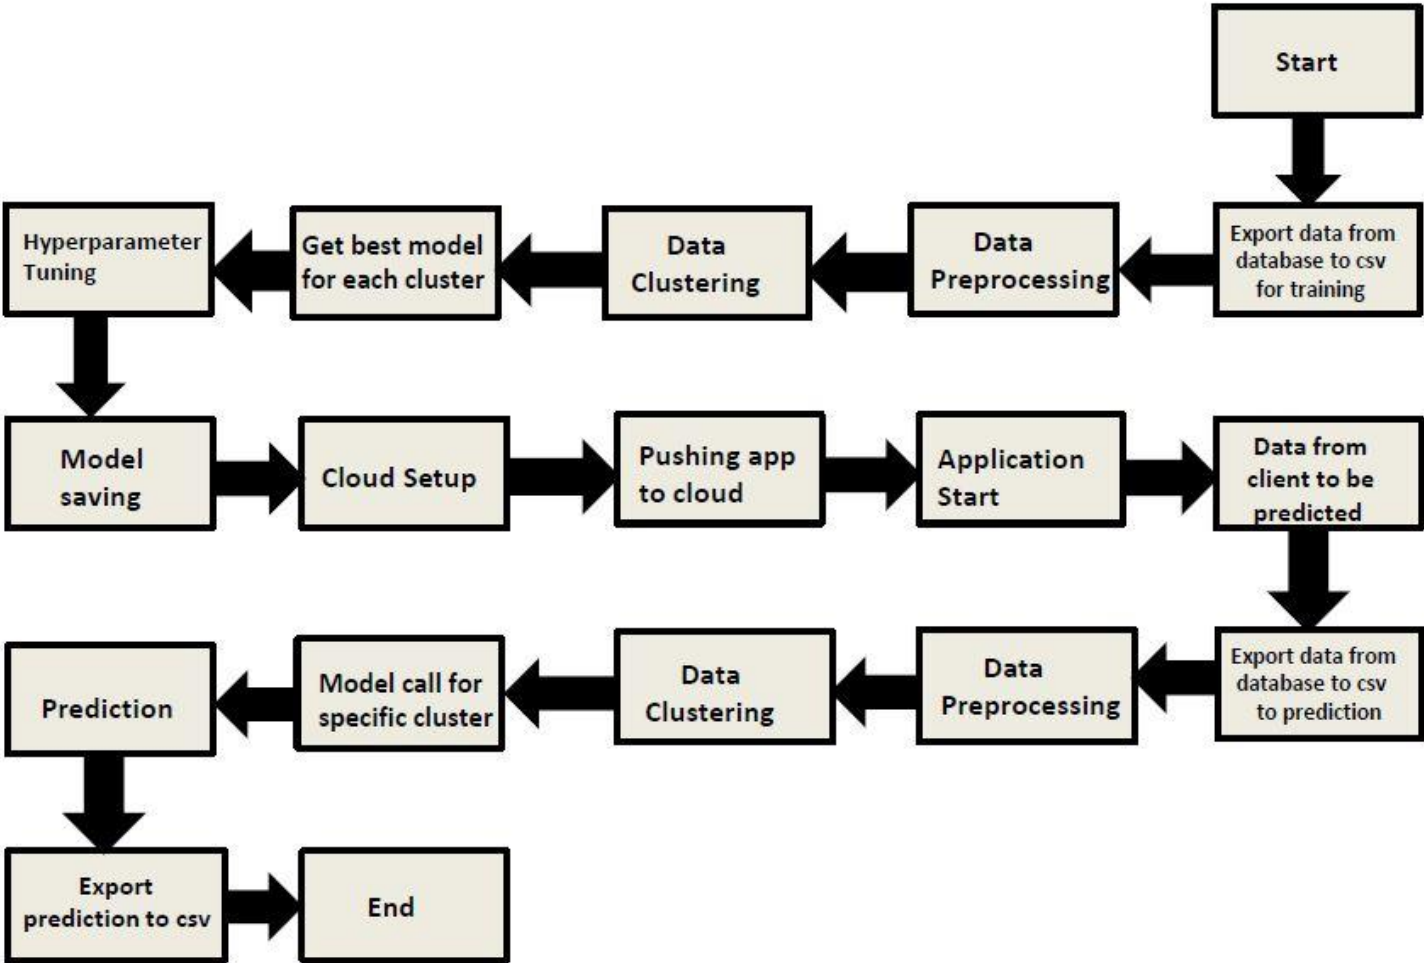 Start
Export data from
database to csv
for training
Data
Preprocessing
Data
Clustering
Get best model
for each cluster
Hyperparameter
Tuning
Model
saving
Cloud Setup
Pushing app
to cloud
Application
Start
Data from
client to be
predicted
Export data from
database to csv
to prediction
Data
Preprocessing
Data
Clustering
Model call for
specific cluster
Prediction
Export
prediction to csv
End